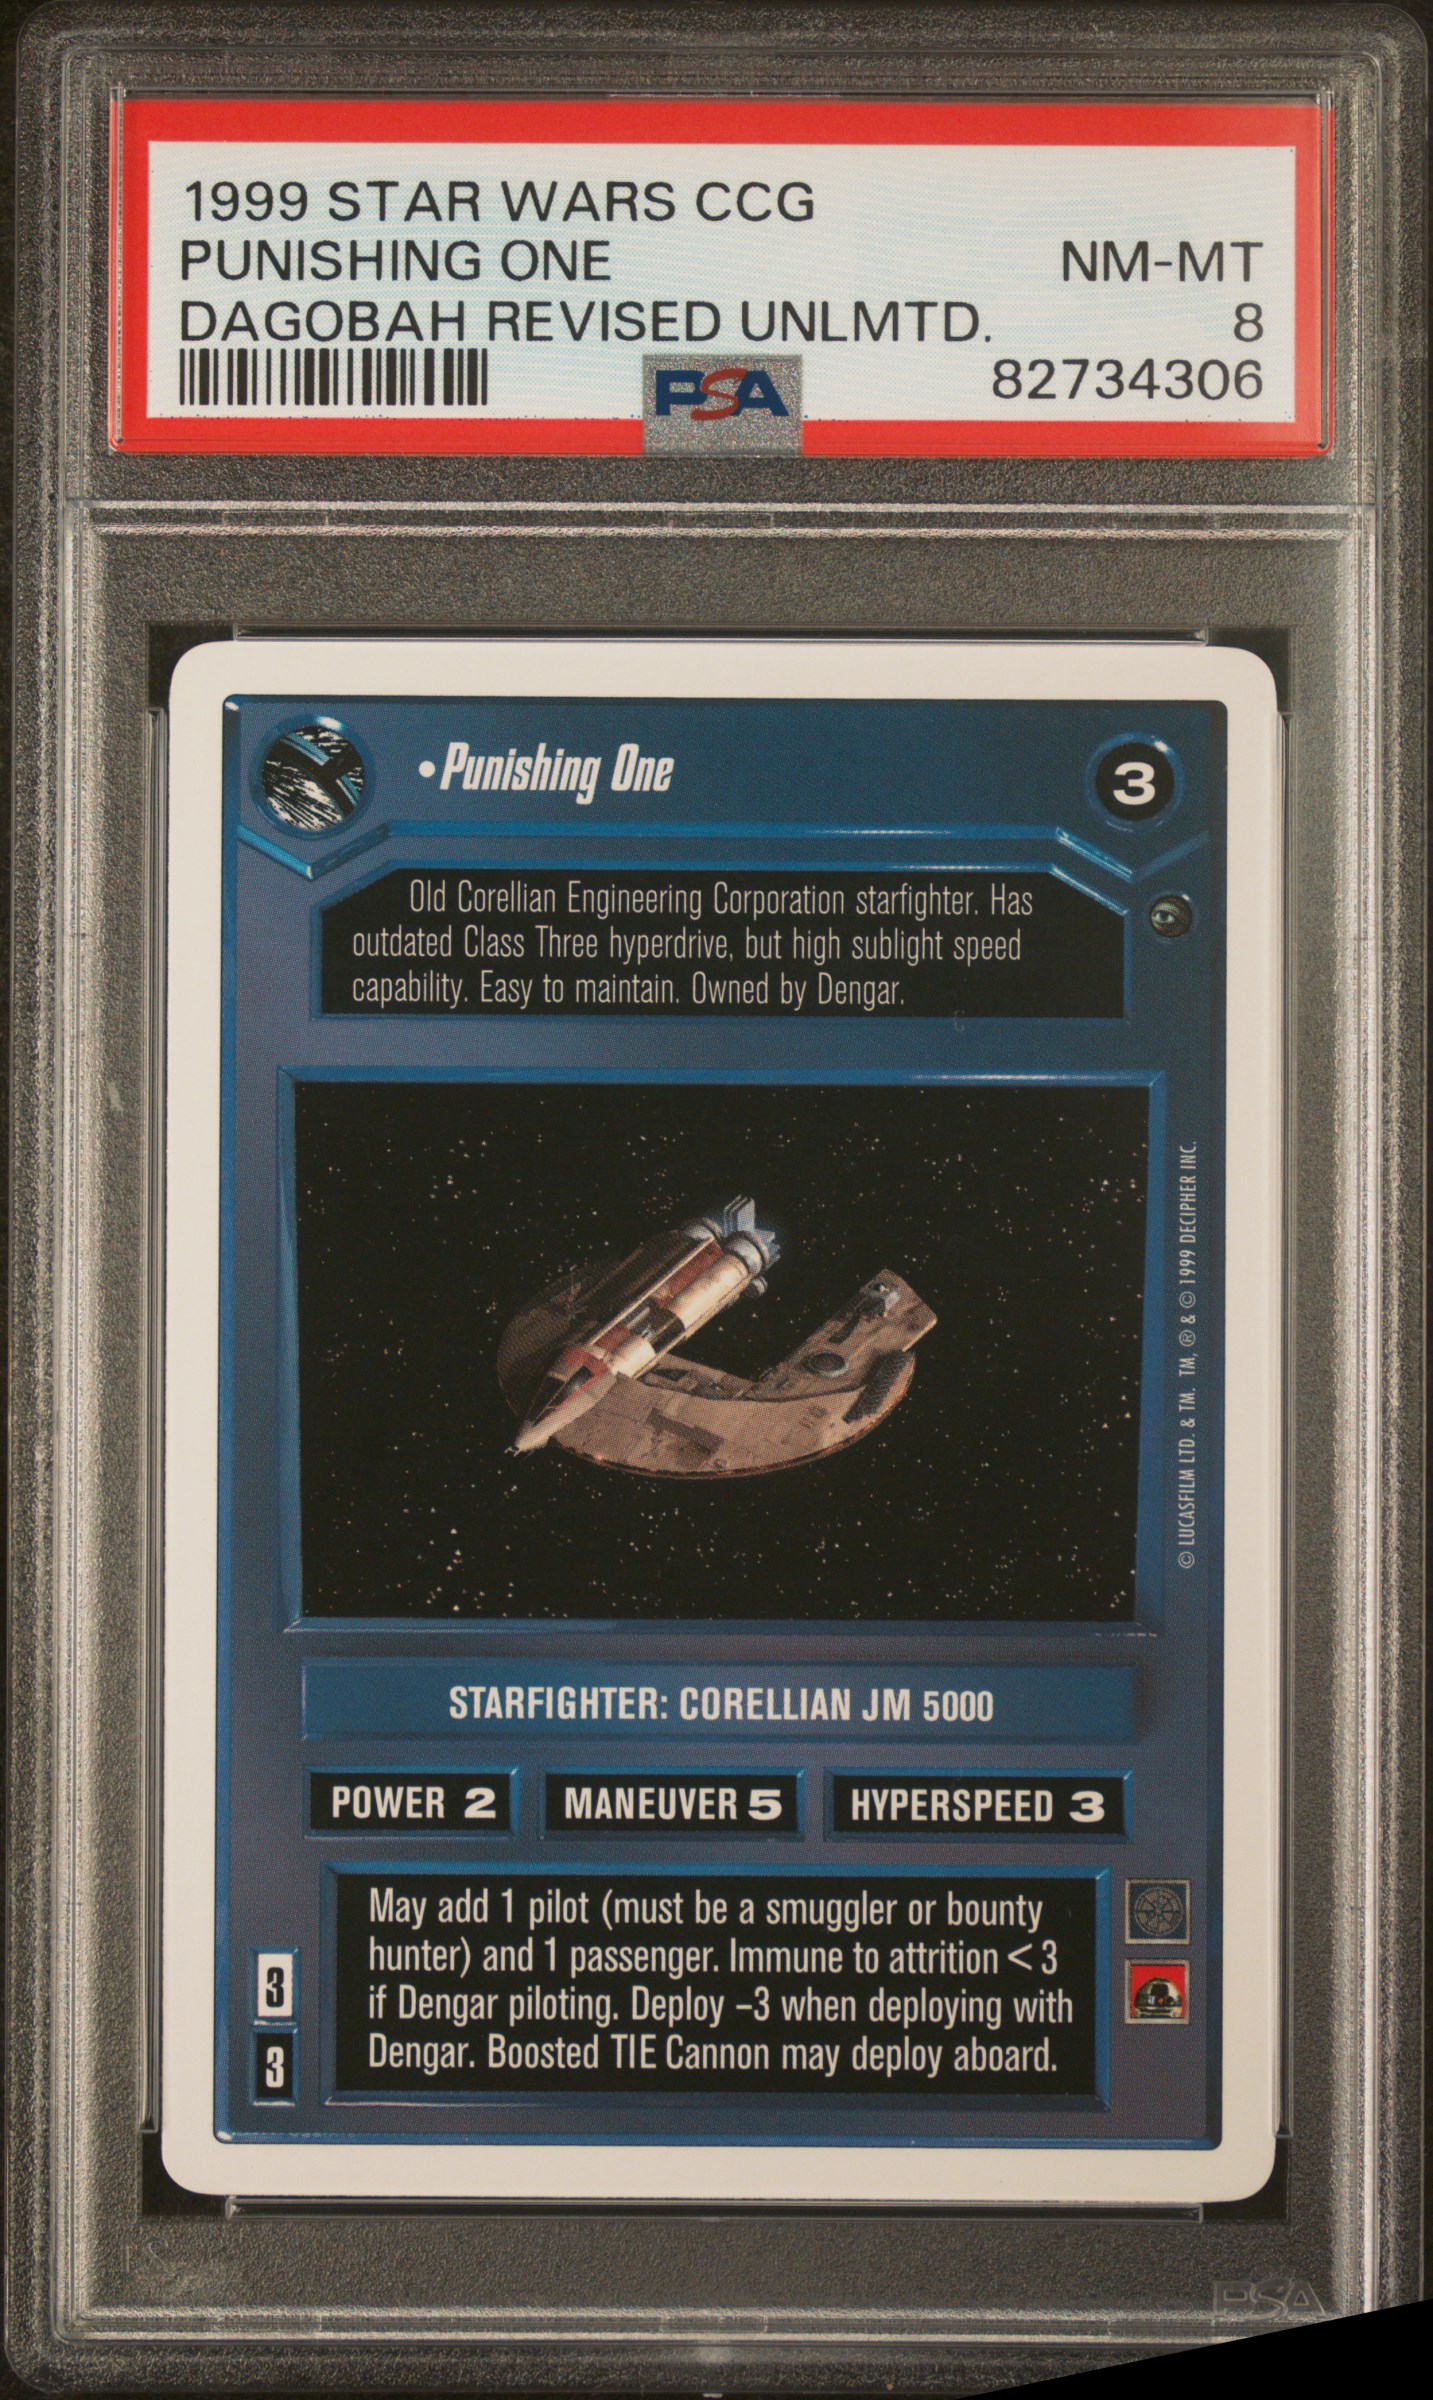 1999 STAR WARS CCG
PUNISHING ONE
NM-MT
DAGOBAH REVISED UNLMTD.
8
PSA
82734306
•Punishing One
3
Old Corellian Engineering Corporation starfighter. Has
outdated Class Three hyperdrive, but high sublight speed
capability. Easy to maintain. Owned by Dengar.
© LUCASFILM LTD. & TM. TM, ® & © 1999 DECIPHER INC.
STARFIGHTER: CORELLIAN JM 5000
POWER 2
MANEUVER 5
HYPERSPEED 3
May add 1 pilot (must be a smuggler or bounty
hunter) and 1 passenger. Immune to attrition < 3
if Dengar piloting. Deploy –3 when deploying with
Dengar. Boosted TIE Cannon may deploy aboard.
3
3
PSA